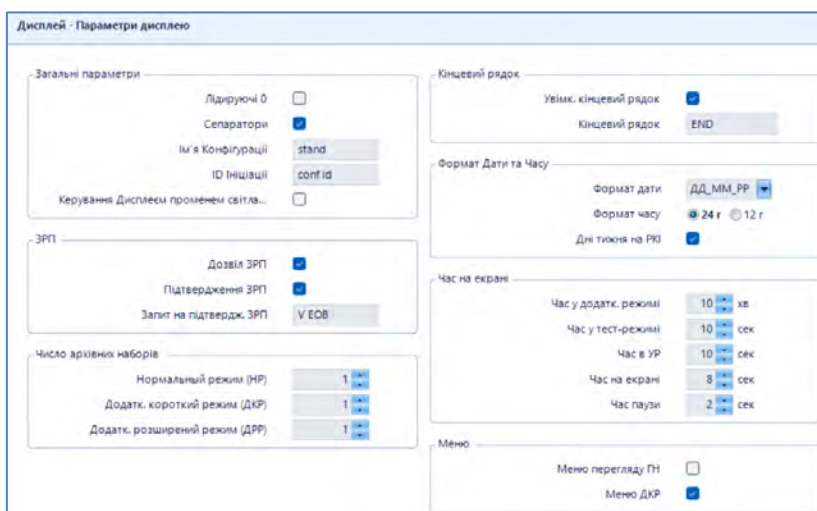 Дисплей - Параметри дисплею
Загальні параметри
Лідируючі 0
Сепаратори
Ім'я Конфігурації stand
ID Ініціації conf id
Керування Дисплеєм променем світла...
ЗРП
Дозвіл ЗРП
Підтвердження ЗРП
Запит на підтвердж. ЗРП V EOB
Число архівних наборів
Нормальный режим (НР) 1
Додатк. короткий режим (ДКР) 1
Додатк. розширений режим (ДРР) 1
Кінцевий рядок
Увімк. кінцевий рядок
Кінцевий рядок END
Формат Дати та Часу
Формат дати ДД_ММ_РР
Формат часу 24 г 12 г
Дні тижня на РКІ
Час на екрані
Час у додатк. режимі 10 хв
Час у тест-режимі 10 сек
Час в УР 10 сек
Час на екрані 8 сек
Час паузи 2 сек
Меню
Меню перегляду ГН
Меню ДКР